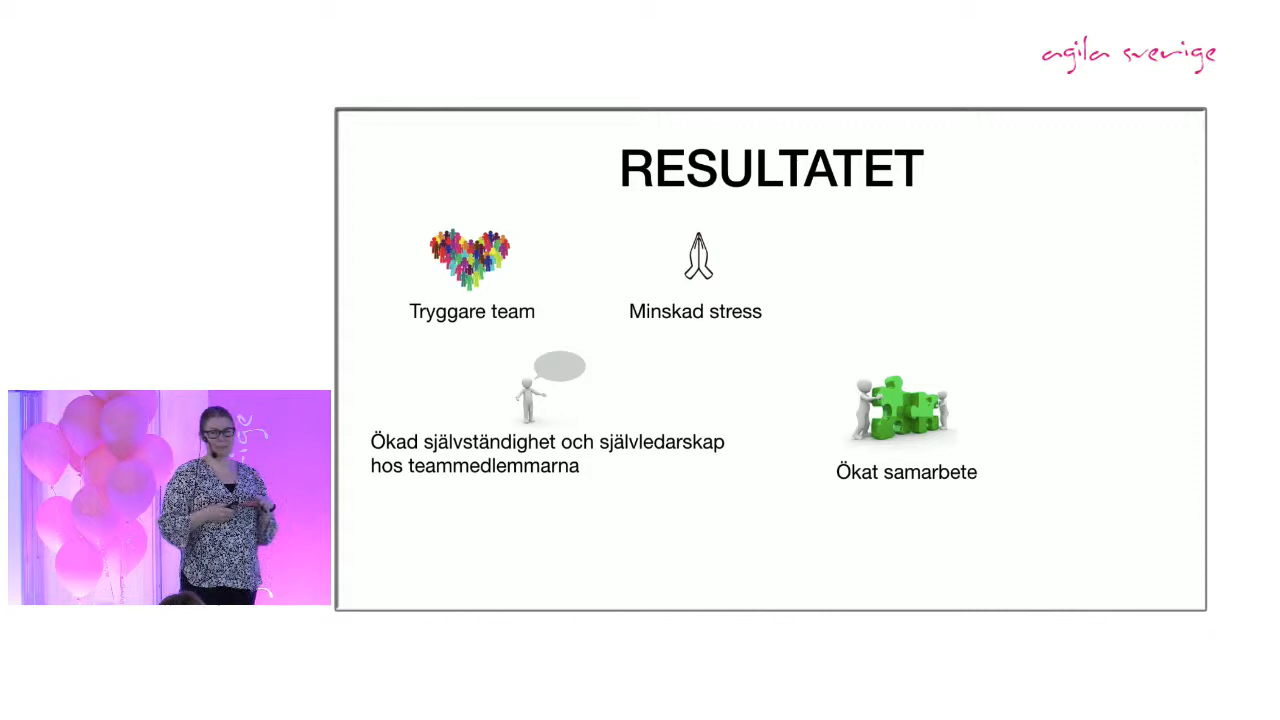 agila sverige
RESULTATET
Tryggare team
Minskad stress
Ökad självständighet och självledarskap
hos teammedlemmarna
Ökat samarbete